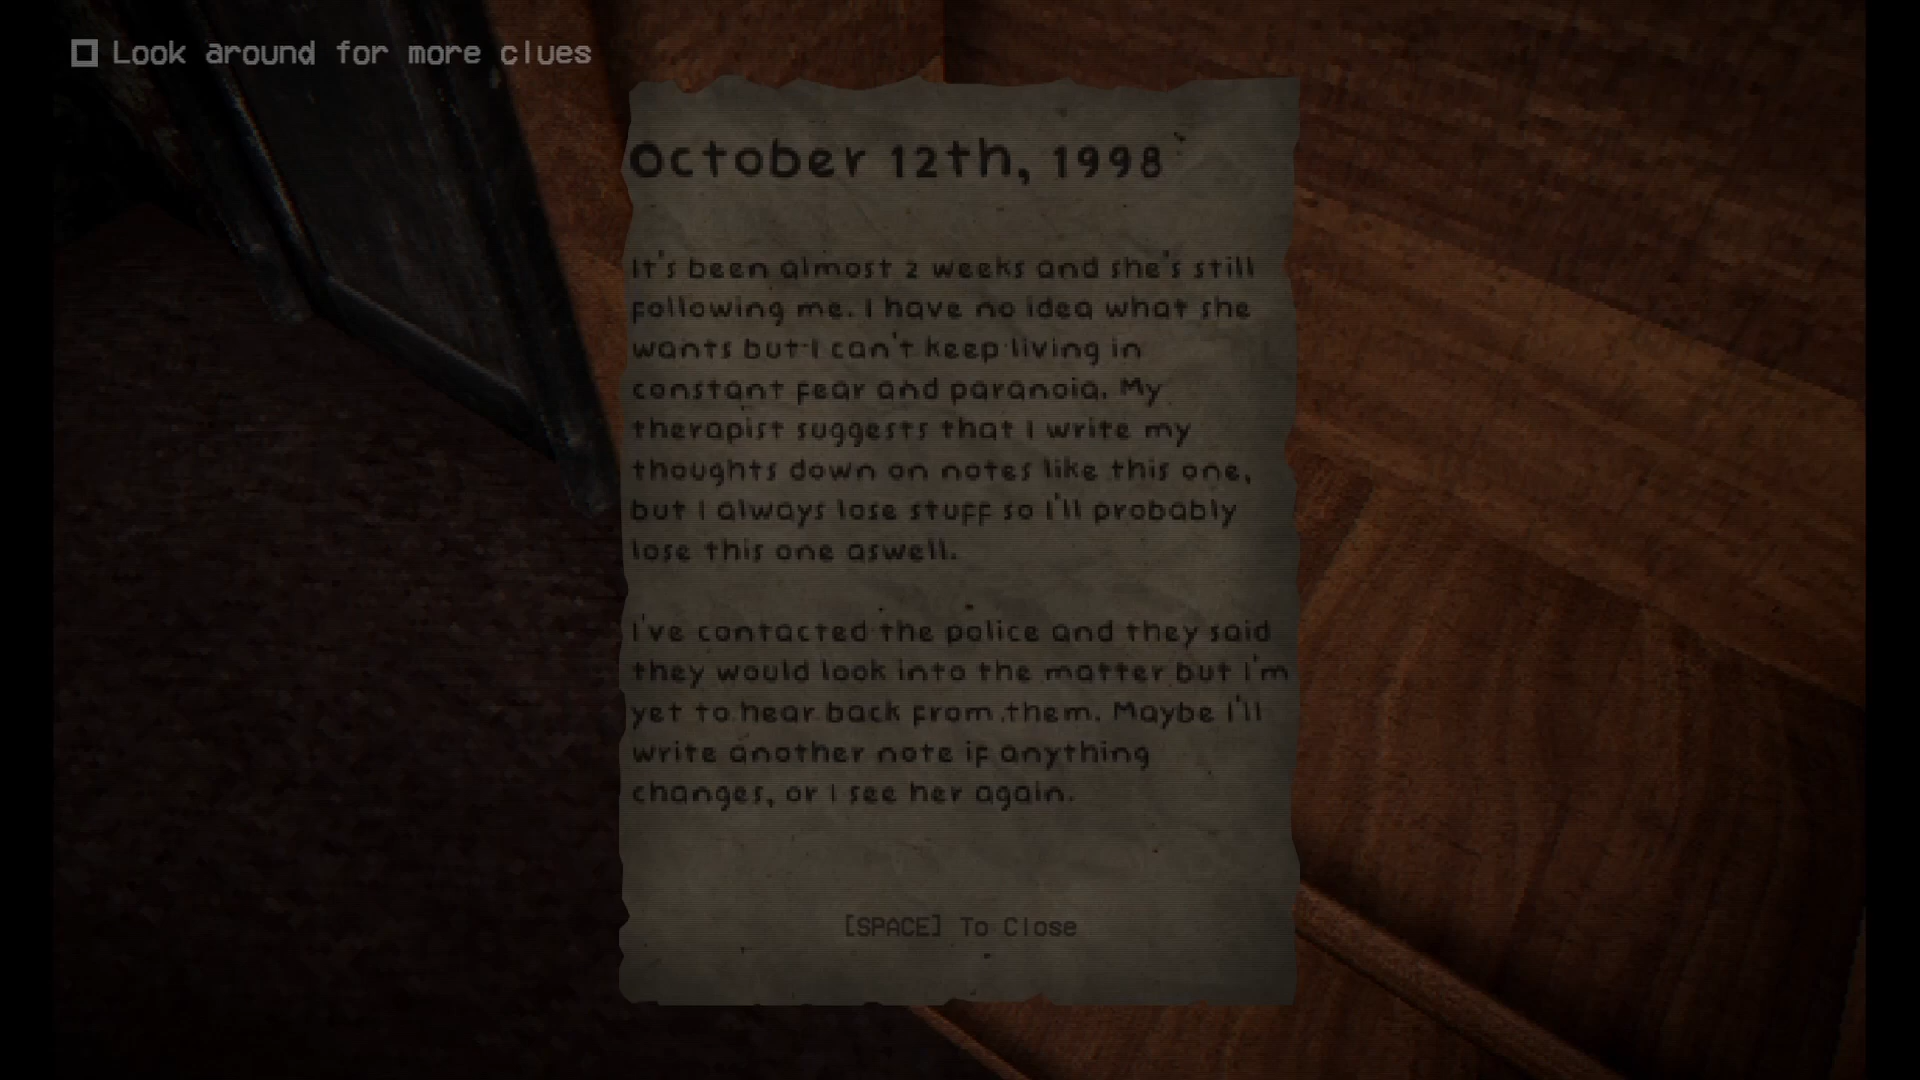 Look around for more clues
October 12th, 1998
It's been almost 2 weeks and she's still
following me. I have no idea what she
wants but I can't keep living in
constant fear and paranoia. My
therapist suggests that I write my
thoughts down on notes like this one,
but I always lose stuff so I'll probably
lose this one aswell.
I've contacted the police and they said
they would look into the matter but I'm
yet to hear back from them. Maybe I'll
write another note if anything
changes, or I see her again.
[SPACE] To Close